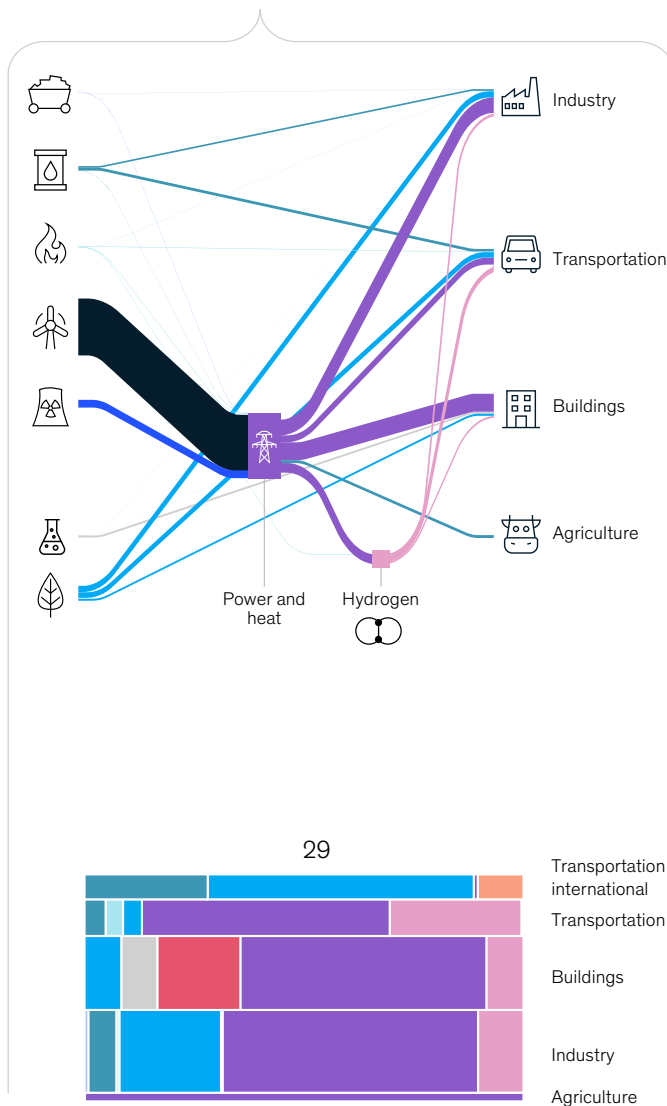 Industry
Transportation
Buildings
Agriculture
Power and
heat
Hydrogen
29
Transportation
international
Transportation
Buildings
Industry
Agriculture